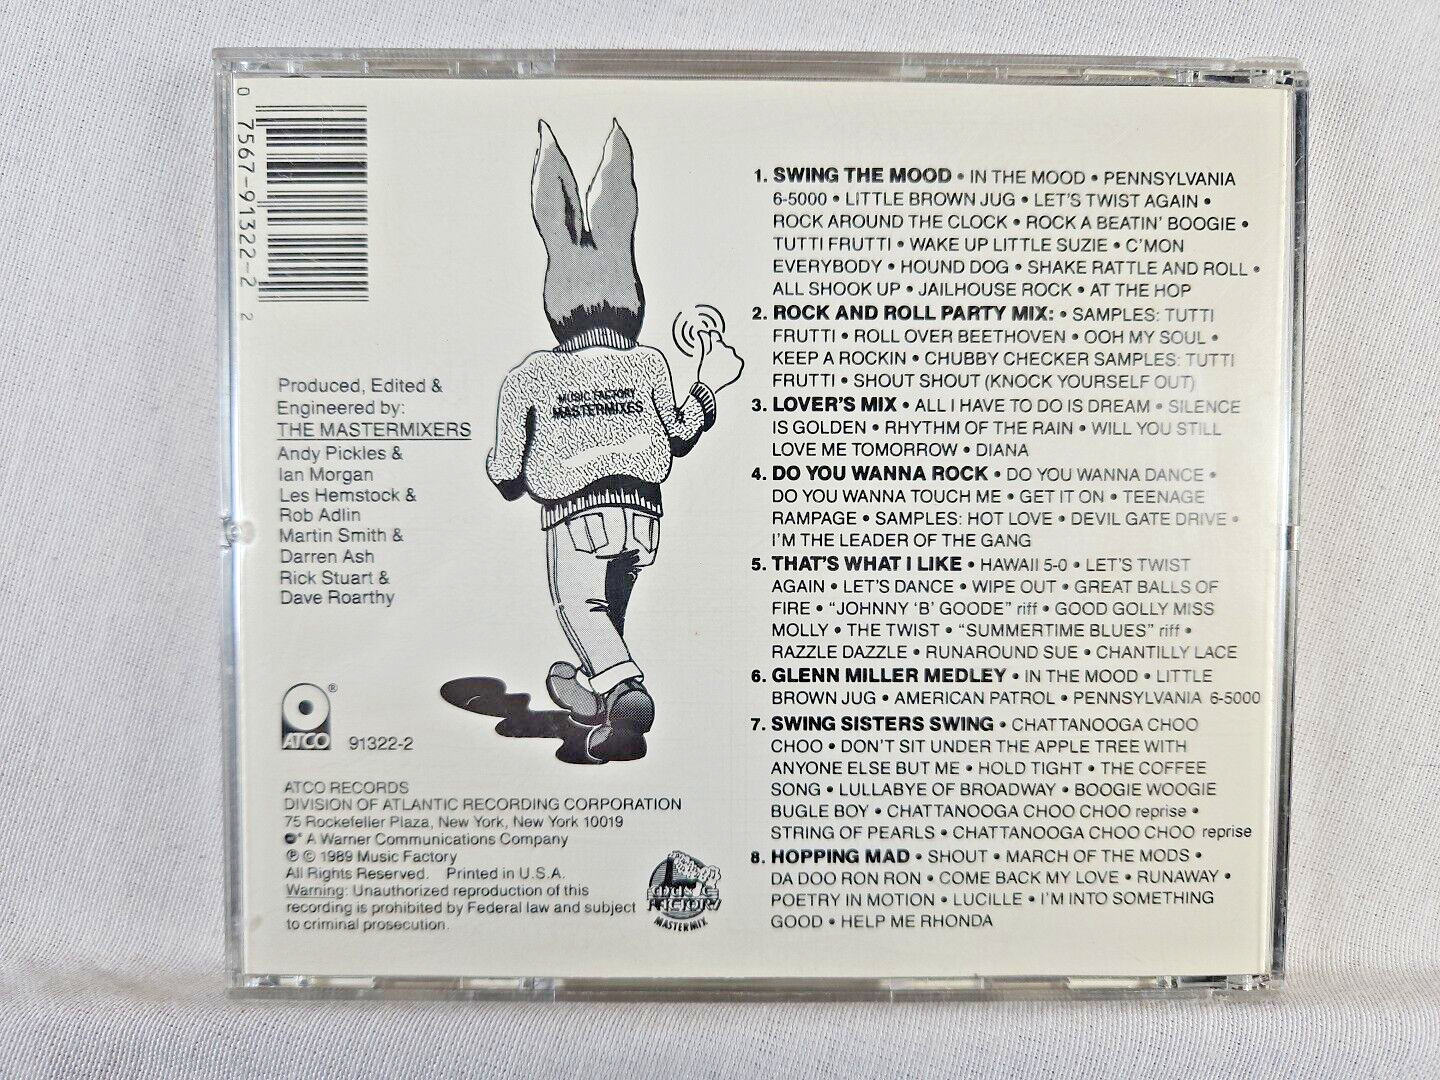 0 7567-91322-2 2
MUSIC FACTORY
MASTERMIXES
Produced, Edited &
Engineered by:
THE MASTERMIXERS
Andy Pickles &
Ian Morgan
Les Hemstock &
Rob Adlin
Martin Smith &
Darren Ash
Rick Stuart &
Dave Roarthy
®
ATCO 91322-2
ATCO RECORDS
DIVISION OF ATLANTIC RECORDING CORPORATION
75 Rockefeller Plaza, New York, New York 10019
A Warner Communications Company
℗ © 1989 Music Factory
All Rights Reserved. Printed in U.S.A.
Warning: Unauthorized reproduction of this
recording is prohibited by Federal law and subject
to criminal prosecution.
MUSIC
FACTORY
MASTERMIX
1. SWING THE MOOD • IN THE MOOD • PENNSYLVANIA
6-5000 • LITTLE BROWN JUG • LET'S TWIST AGAIN •
ROCK AROUND THE CLOCK • ROCK A BEATIN' BOOGIE •
TUTTI FRUTTI • WAKE UP LITTLE SUZIE • C'MON
EVERYBODY • HOUND DOG • SHAKE RATTLE AND ROLL •
ALL SHOOK UP • JAILHOUSE ROCK • AT THE HOP
2. ROCK AND ROLL PARTY MIX: • SAMPLES: TUTTI
FRUTTI • ROLL OVER BEETHOVEN • OOH MY SOUL •
KEEP A ROCKIN • CHUBBY CHECKER SAMPLES: TUTTI
FRUTTI • SHOUT SHOUT (KNOCK YOURSELF OUT)
3. LOVER'S MIX • ALL I HAVE TO DO IS DREAM • SILENCE
IS GOLDEN • RHYTHM OF THE RAIN • WILL YOU STILL
LOVE ME TOMORROW • DIANA
4. DO YOU WANNA ROCK • DO YOU WANNA DANCE •
DO YOU WANNA TOUCH ME • GET IT ON • TEENAGE
RAMPAGE • SAMPLES: HOT LOVE • DEVIL GATE DRIVE •
I'M THE LEADER OF THE GANG
5. THAT'S WHAT I LIKE • HAWAII 5-0 • LET'S TWIST
AGAIN • LET'S DANCE • WIPE OUT • GREAT BALLS OF
FIRE • "JOHNNY 'B' GOODE" riff • GOOD GOLLY MISS
MOLLY • THE TWIST • "SUMMERTIME BLUES" riff •
RAZZLE DAZZLE • RUNAROUND SUE • CHANTILLY LACE
6. GLENN MILLER MEDLEY • IN THE MOOD • LITTLE
BROWN JUG • AMERICAN PATROL • PENNSYLVANIA 6-5000
7. SWING SISTERS SWING • CHATTANOOGA CHOO
CHOO • DON'T SIT UNDER THE APPLE TREE WITH
ANYONE ELSE BUT ME • HOLD TIGHT • THE COFFEE
SONG • LULLABYE OF BROADWAY • BOOGIE WOOGIE
BUGLE BOY • CHATTANOOGA CHOO CHOO reprise •
STRING OF PEARLS • CHATTANOOGA CHOO CHOO reprise
8. HOPPING MAD • SHOUT • MARCH OF THE MODS •
DA DOO RON RON • COME BACK MY LOVE • RUNAWAY •
POETRY IN MOTION • LUCILLE • I'M INTO SOMETHING
GOOD • HELP ME RHONDA